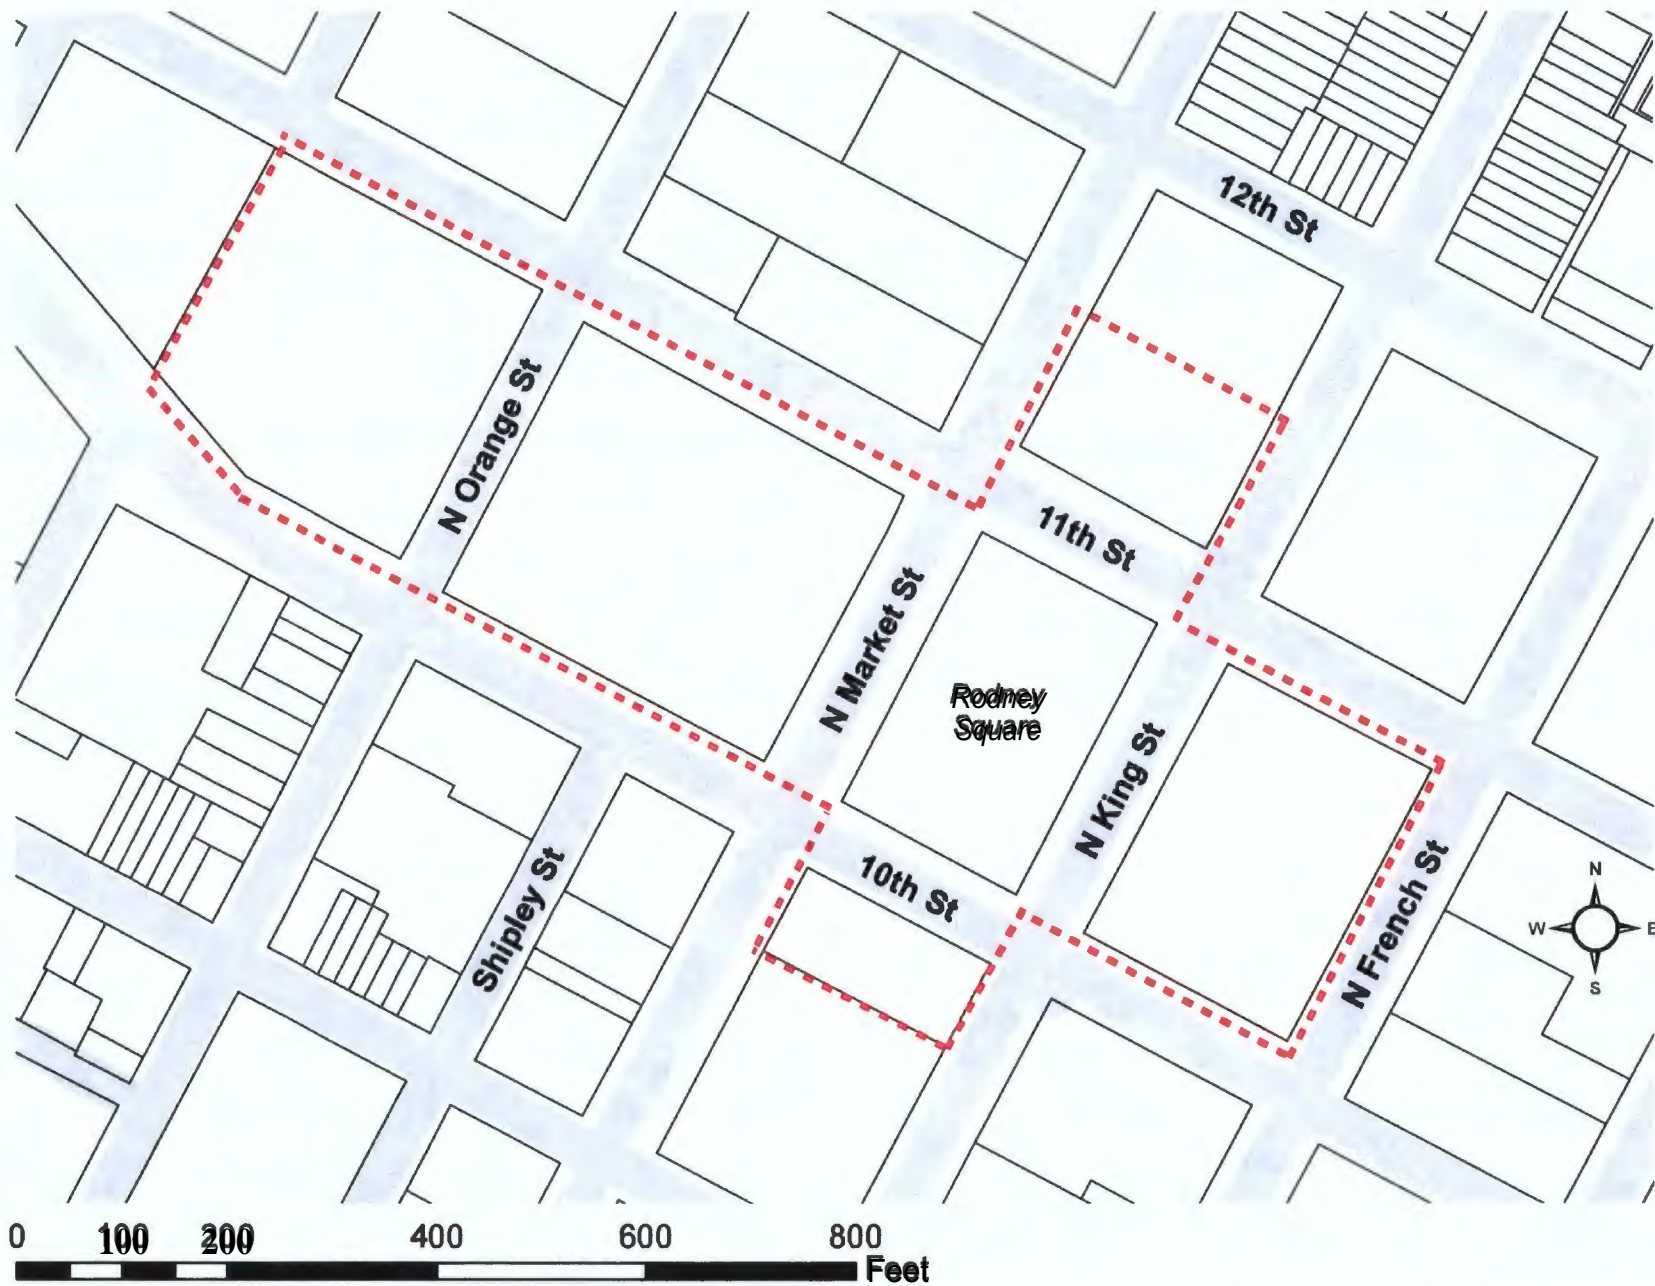 12th St
N Orange St
11th St
N Market St
Rodney
Square
N King St
10th St
Shipley St
N French St
N
W E
S
0 100 200 400 600 800
Feet